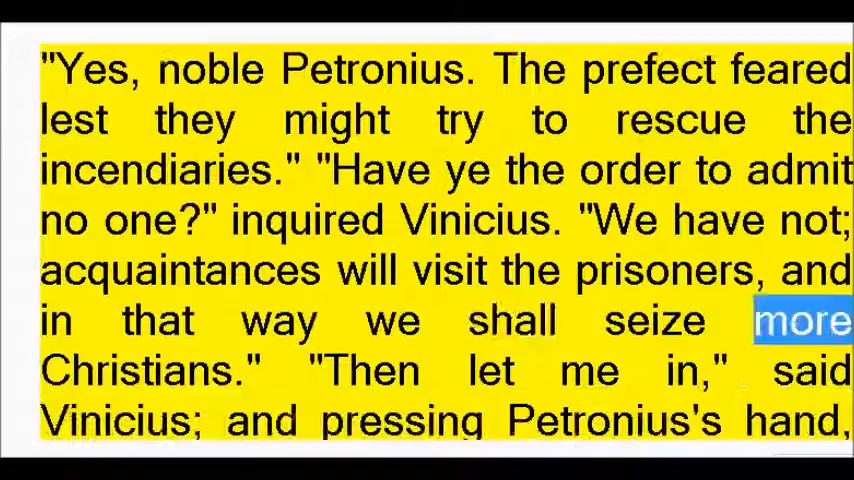 "Yes, noble Petronius. The prefect feared
lest they might try to rescue the
incendiaries." "Have ye the order to admit
no one?" inquired Vinicius. "We have not;
acquaintances will visit the prisoners, and
in that way we shall seize more
Christians." "Then let me in," said
Vinicius; and pressing Petronius's hand,